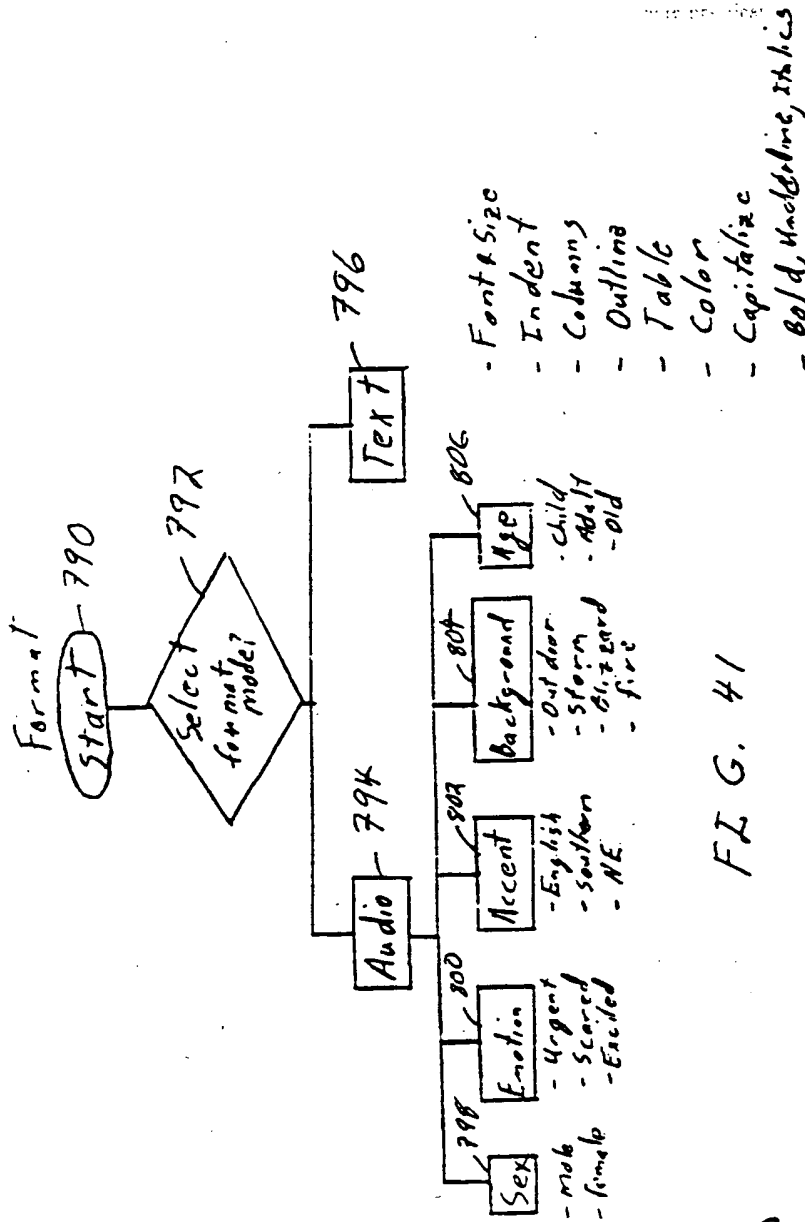 Format
Start
790
Select
format
mode?
792
Audio
794
Text
796
- Font & Size
- Indent
- Columns
- Outline
- Table
- Color
- Capitalize
- Bold, Underline, Italics
Sex
798
- male
- female
Emotion
800
- Urgent
- Scared
- Excited
Accent
802
- English
- Southern
- NE
Background
804
- Outdoor
- Storm
- Blizzard
- fire
Age
806
- Child
- Adult
- Old
FIG. 41